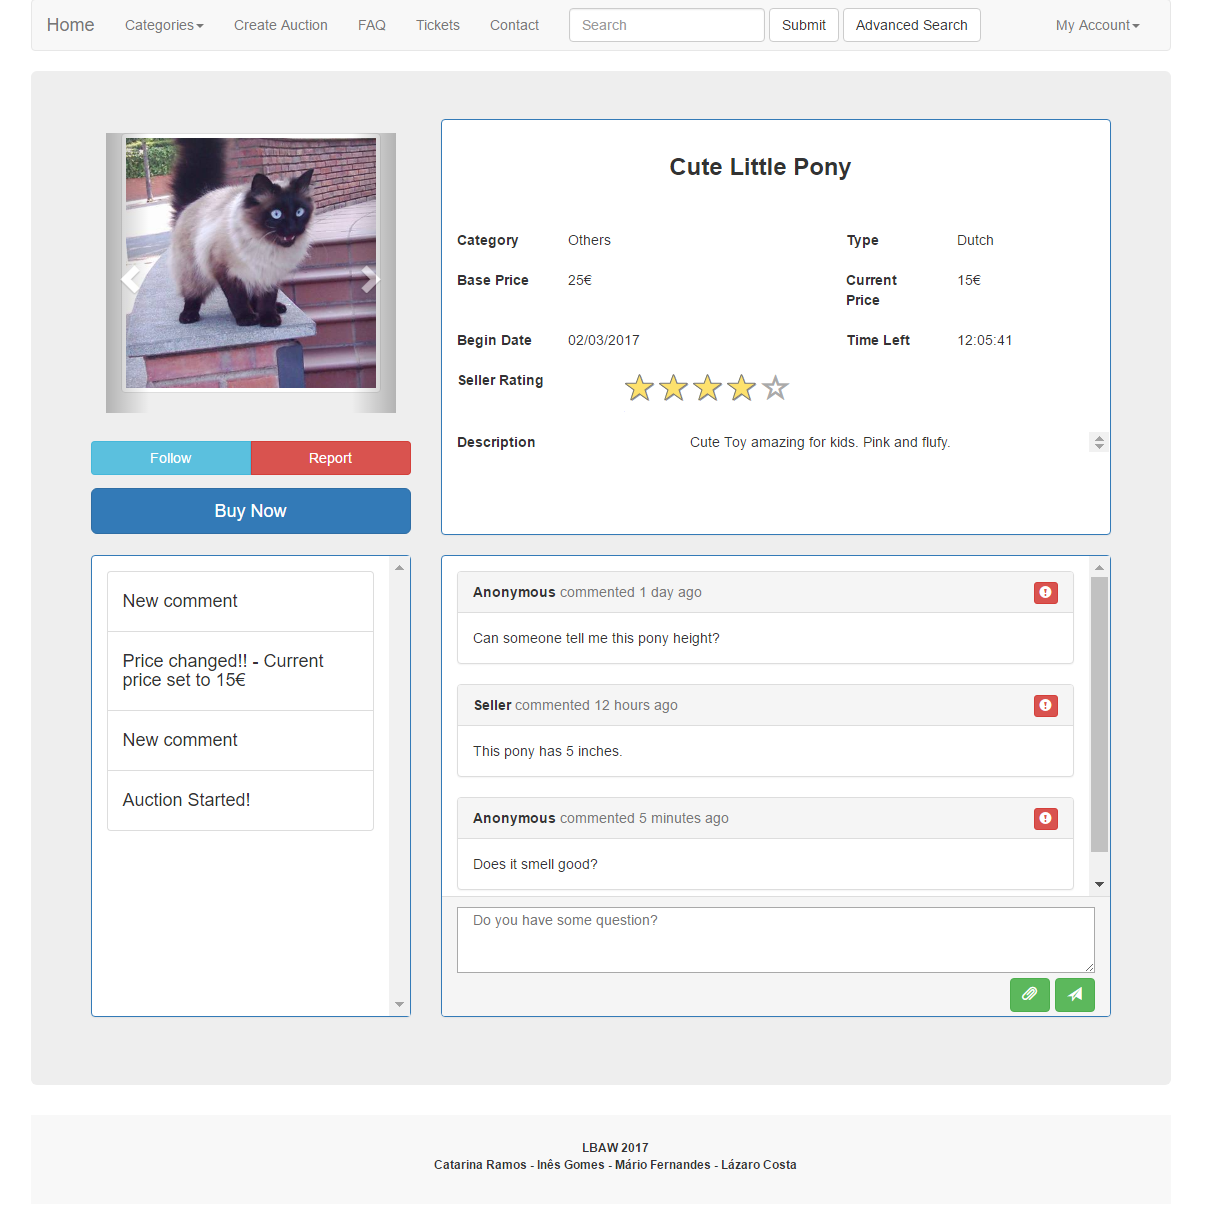 Home Categories Create Auction FAQ Tickets Contact Search Submit Advanced Search My Account
Cute Little Pony
Category Others Type Dutch
Base Price 25€ Current Price 15€
Begin Date 02/03/2017 Time Left 12:05:41
Seller Rating
Description Cute Toy amazing for kids. Pink and flufy.
Follow Report
Buy Now
New comment
Price changed!! - Current
price set to 15€
New comment
Auction Started!
Anonymous commented 1 day ago
Can someone tell me this pony height?
Seller commented 12 hours ago
This pony has 5 inches.
Anonymous commented 5 minutes ago
Does it smell good?
Do you have some question?
LBAW 2017
Catarina Ramos - Inês Gomes - Mário Fernandes - Lázaro Costa